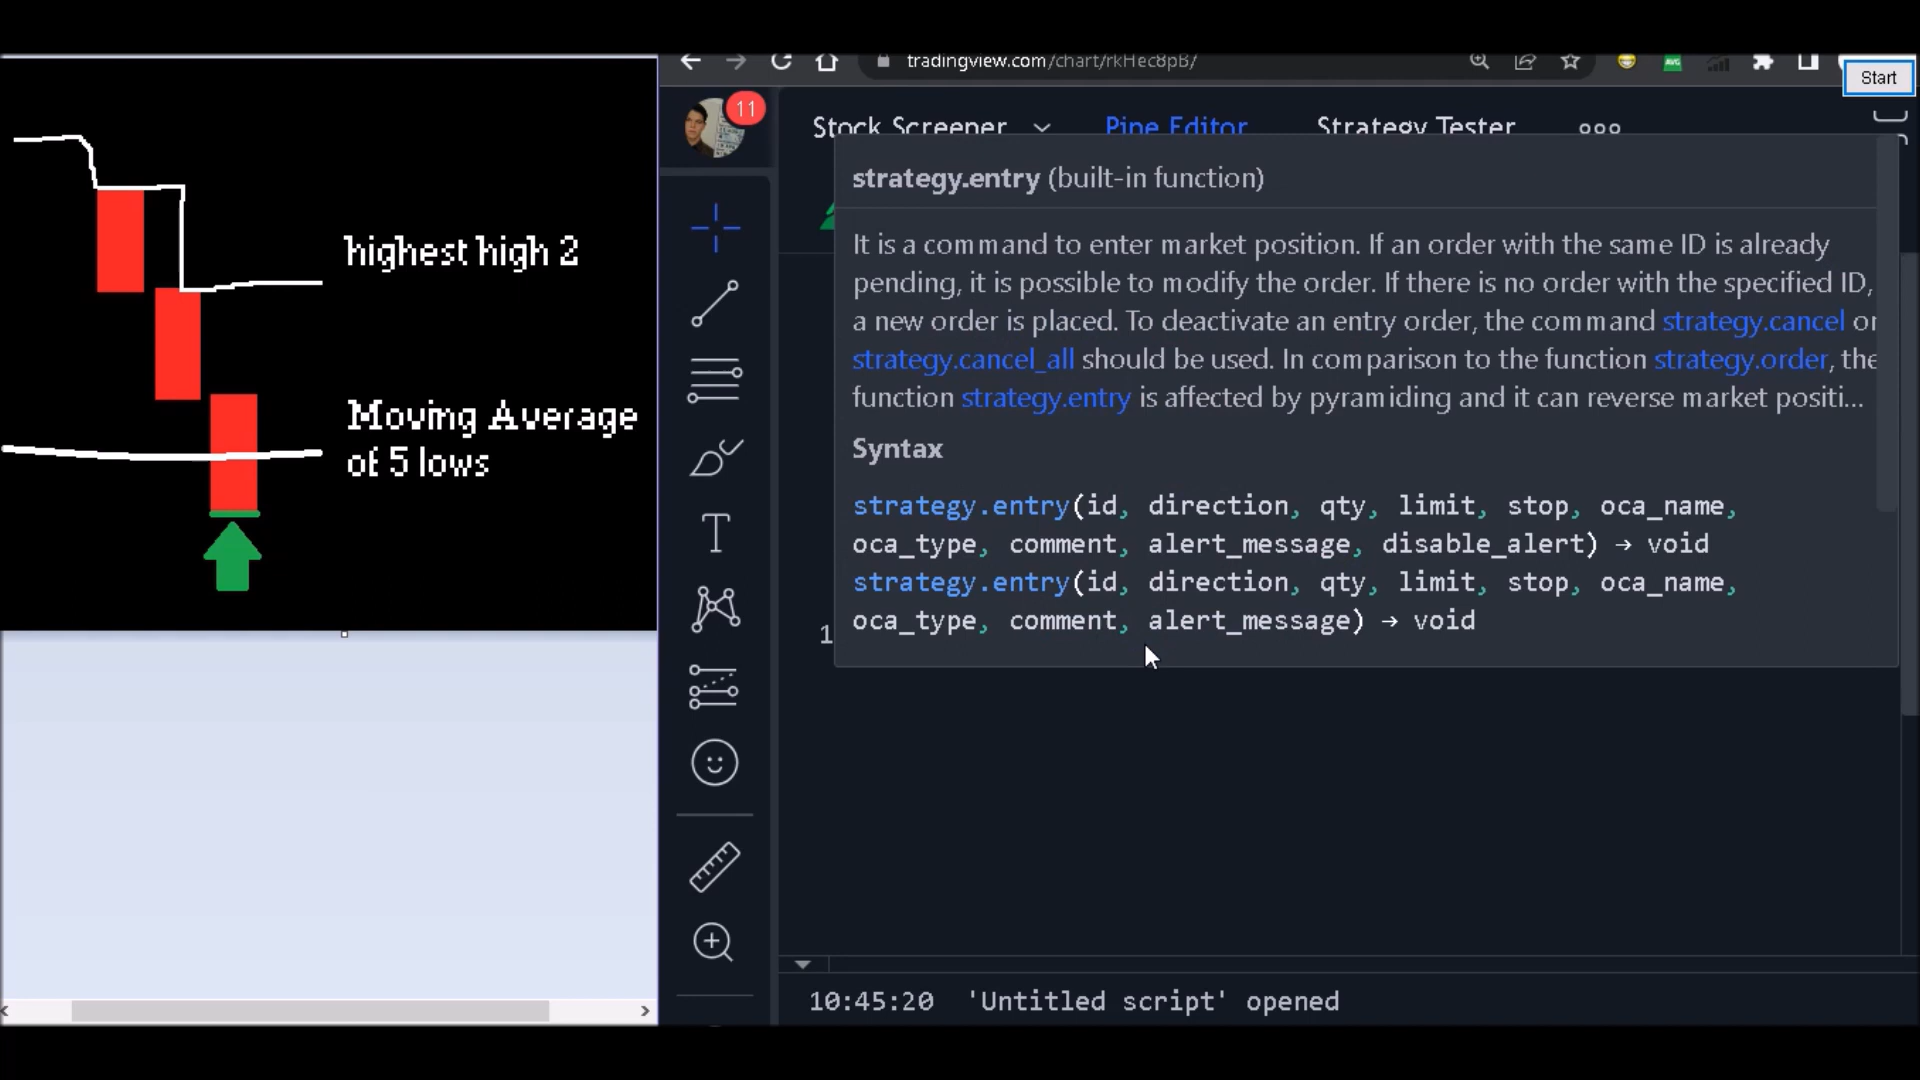 highest high 2
Moving Average
of 5 lows
tradingview.com/chart/rkHec8pB/
Start
11
Stock Screener
Pine Editor
Strategy Tester
strategy.entry (built-in function)
It is a command to enter market position. If an order with the same ID is already
pending, it is possible to modify the order. If there is no order with the specified ID,
a new order is placed. To deactivate an entry order, the command strategy.cancel or
strategy.cancel_all should be used. In comparison to the function strategy.order, the
function strategy.entry is affected by pyramiding and it can reverse market positi...
Syntax
strategy.entry(id, direction, qty, limit, stop, oca_name,
oca_type, comment, alert_message, disable_alert) → void
strategy.entry(id, direction, qty, limit, stop, oca_name,
oca_type, comment, alert_message) → void
1
10:45:20 'Untitled script' opened